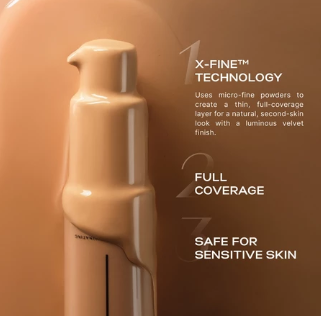 1
X-FINE™
TECHNOLOGY
Uses micro-fine powders to
create a thin, full-coverage
layer for a natural, second-skin
look with a luminous velvet
finish.
2
FULL
COVERAGE
3
SAFE FOR
SENSITIVE SKIN